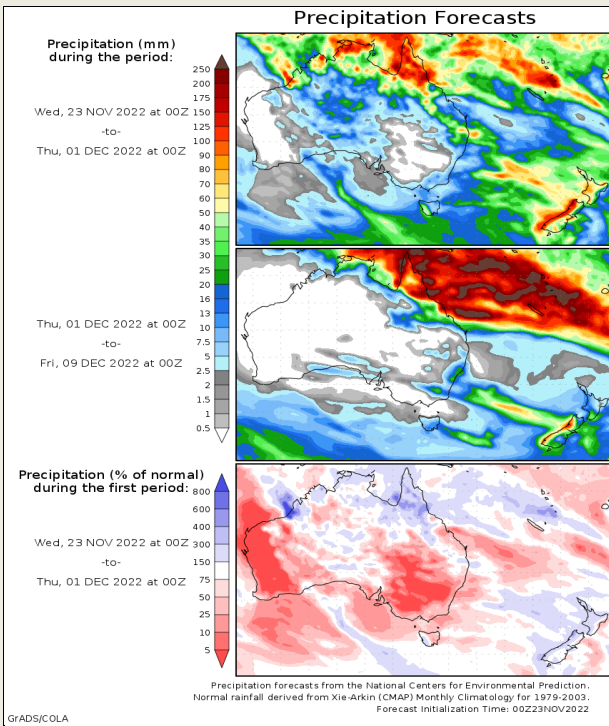 Precipitation Forecasts
Precipitation (mm)
during the period:
Wed, 23 NOV 2022 at 00Z
-to-
Thu, 01 DEC 2022 at 00Z
250
200
175
150
125
100
90
80
70
60
50
40
35
30
25
20
16
13
10
7.5
5
2.5
2
1.5
1
0.5
Thu, 01 DEC 2022 at 00Z
-to-
Fri, 09 DEC 2022 at 00Z
Precipitation (% of normal)
during the first period:
Wed, 23 NOV 2022 at 00Z
-to-
Thu, 01 DEC 2022 at 00Z
800
600
400
300
150
75
50
25
10
5
Precipitation forecasts from the National Centers for Environmental Prediction.
Normal rainfall derived from Xie-Arkin (CMAP) Monthly Climatology for 1979-2003.
Forecast Initialization Time: 00Z23NOV2022
GrADS/COLA